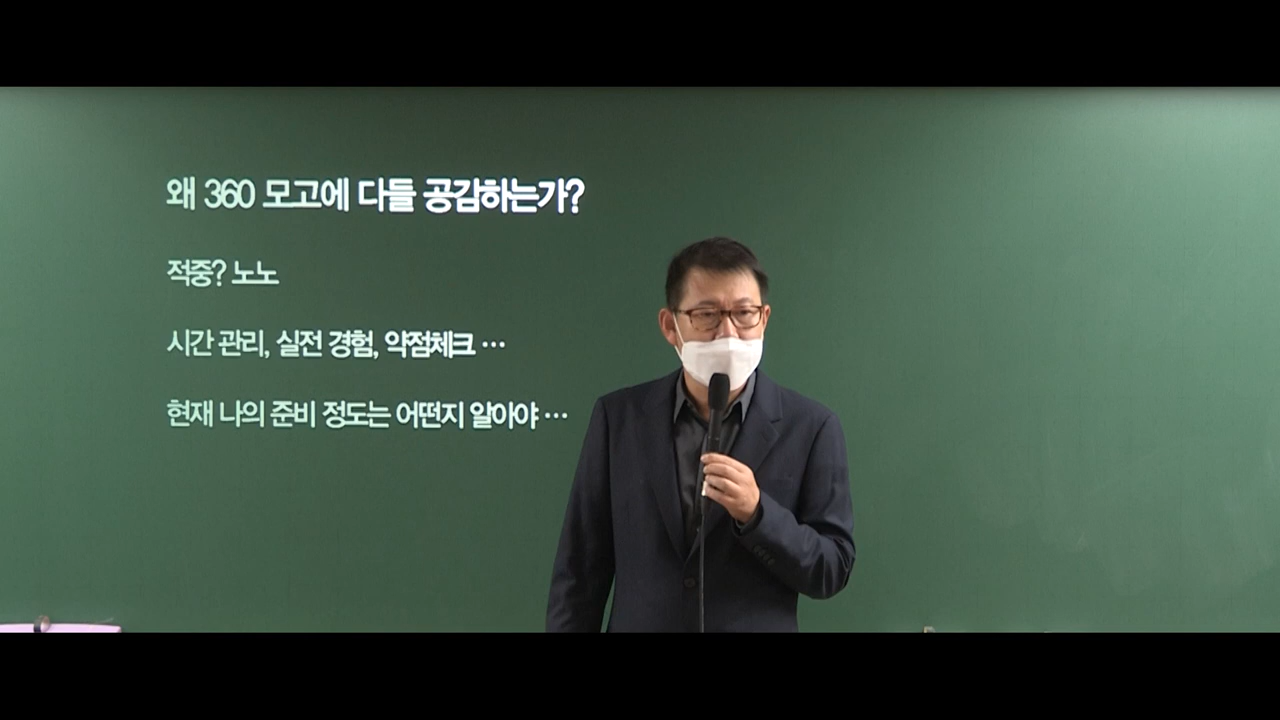 왜 360 모고에 다들 공감하는가?
적중? 노노
시간 관리, 실전 경험, 약점체크 …
현재 나의 준비 정도는 어떤지 알아야 …